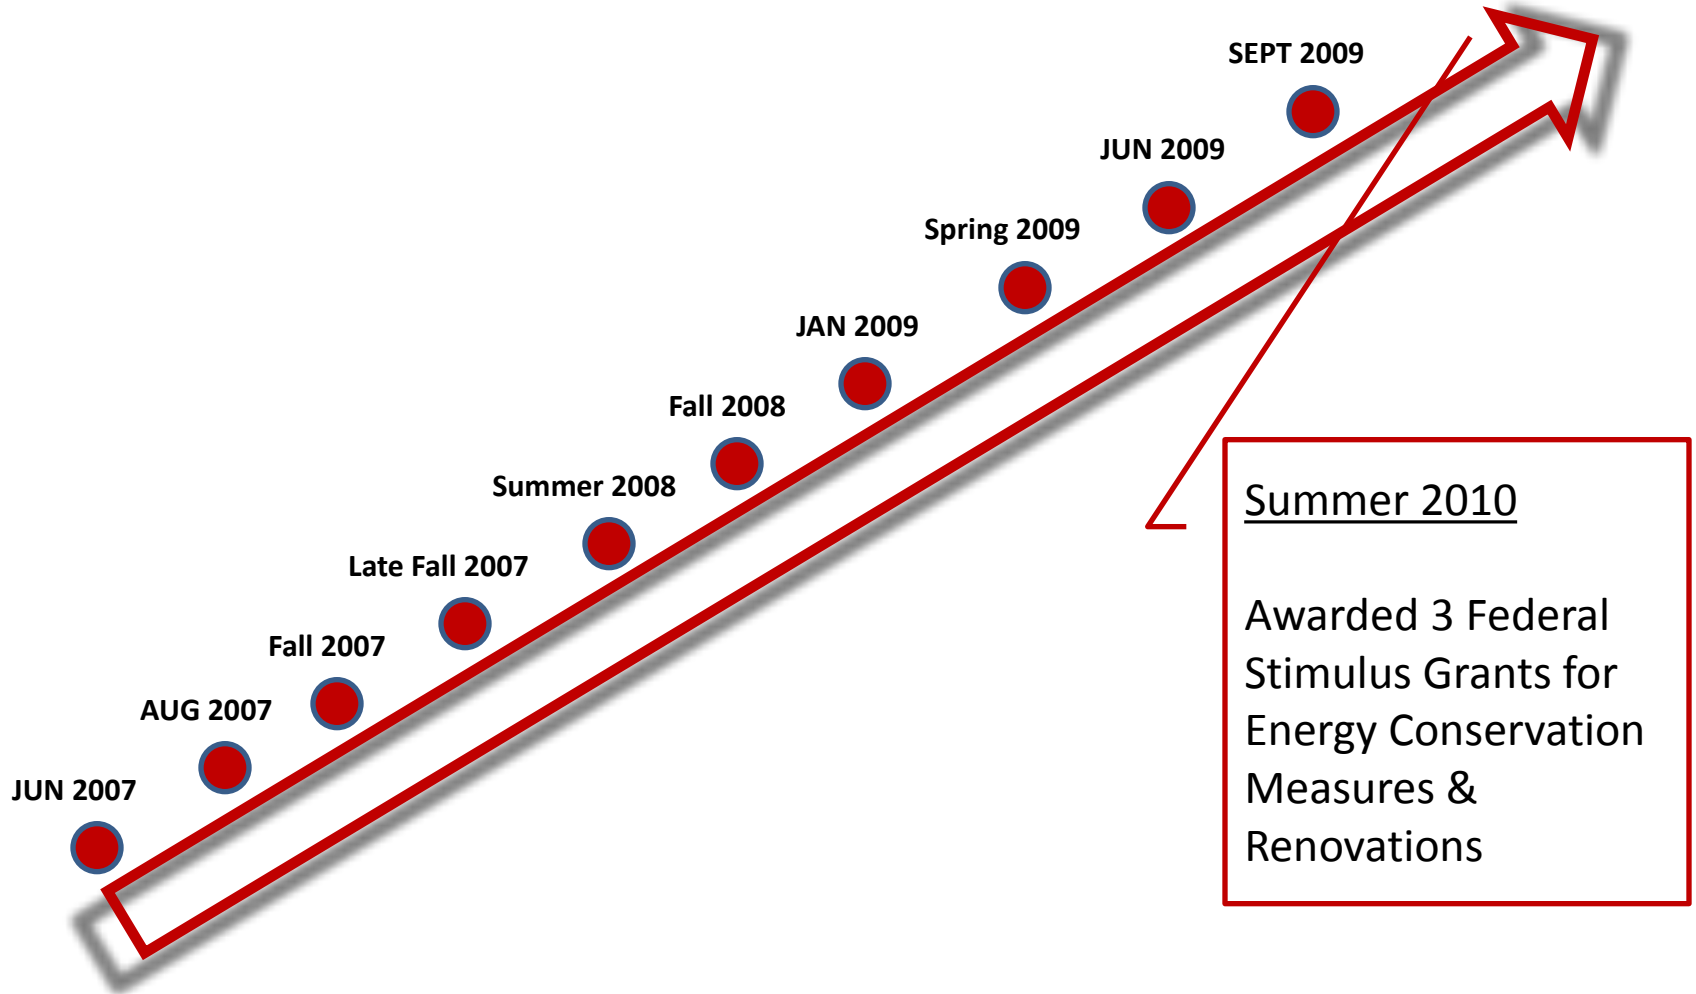 SEPT 2009
JUN 2009
Spring 2009
JAN 2009
Fall 2008
Summer 2008
Late Fall 2007
Fall 2007
AUG 2007
JUN 2007
Summer 2010
Awarded 3 Federal
Stimulus Grants for
Energy Conservation
Measures &
Renovations